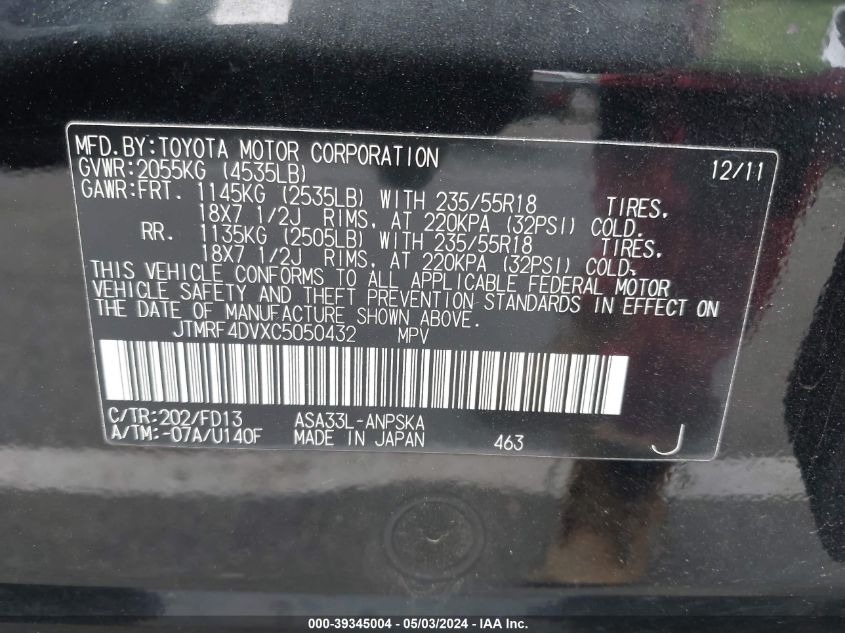 MFD.BY:TOYOTA MOTOR CORPORATION 12/11
GVWR:2055KG (4535LB)
GAWR:FRT. 1145KG (2535LB) WITH 235/55R18 TIRES,
18X7 1/2J RIMS, AT 220KPA (32PSI) COLD.
RR. 1135KG (2505LB) WITH 235/55R18 TIRES,
18X7 1/2J RIMS, AT 220KPA (32PSI) COLD.
THIS VEHICLE CONFORMS TO ALL APPLICABLE FEDERAL MOTOR
VEHICLE SAFETY AND THEFT PREVENTION STANDARDS IN EFFECT ON
THE DATE OF MANUFACTURE SHOWN ABOVE.
JTMRF4DVXC5050432 MPV
C/TR:202/FD13 ASA33L-ANPSKA
A/TM:-07A/U140F MADE IN JAPAN 463 J
000-39345004 — 05/03/2024 — IAA Inc.